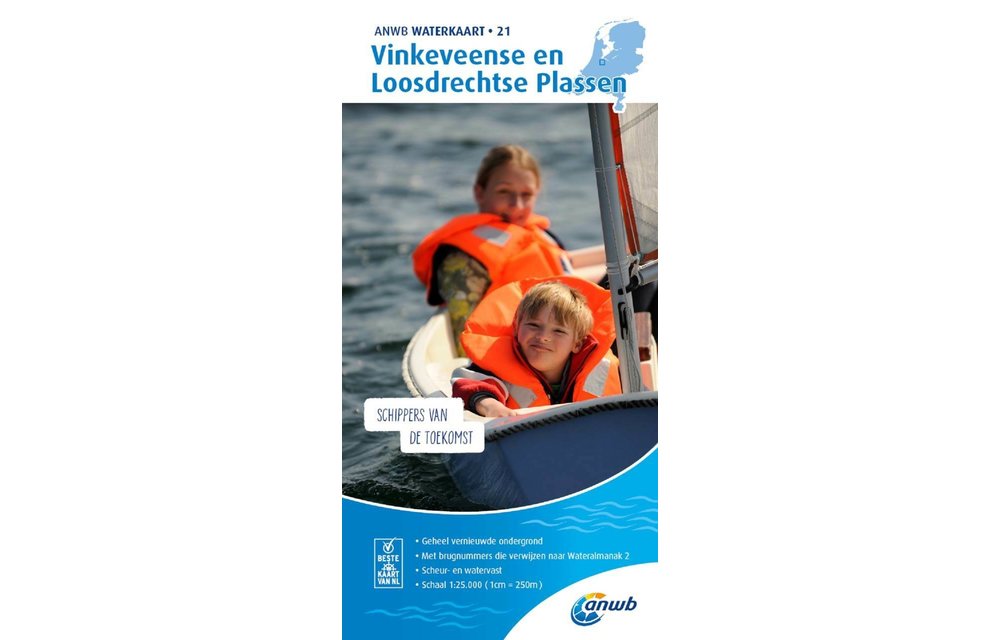 ANWB WATERKAART • 21
Vinkeveense en
Loosdrechtse Plassen
SCHIPPERS VAN
DE TOEKOMST
BESTE
KAART
VAN NL
• Geheel vernieuwde ondergrond
• Met brugnummers die verwijzen naar Wateralmanak 2
• Scheur- en watervast
• Schaal 1:25.000 ( 1cm = 250m )
anwb